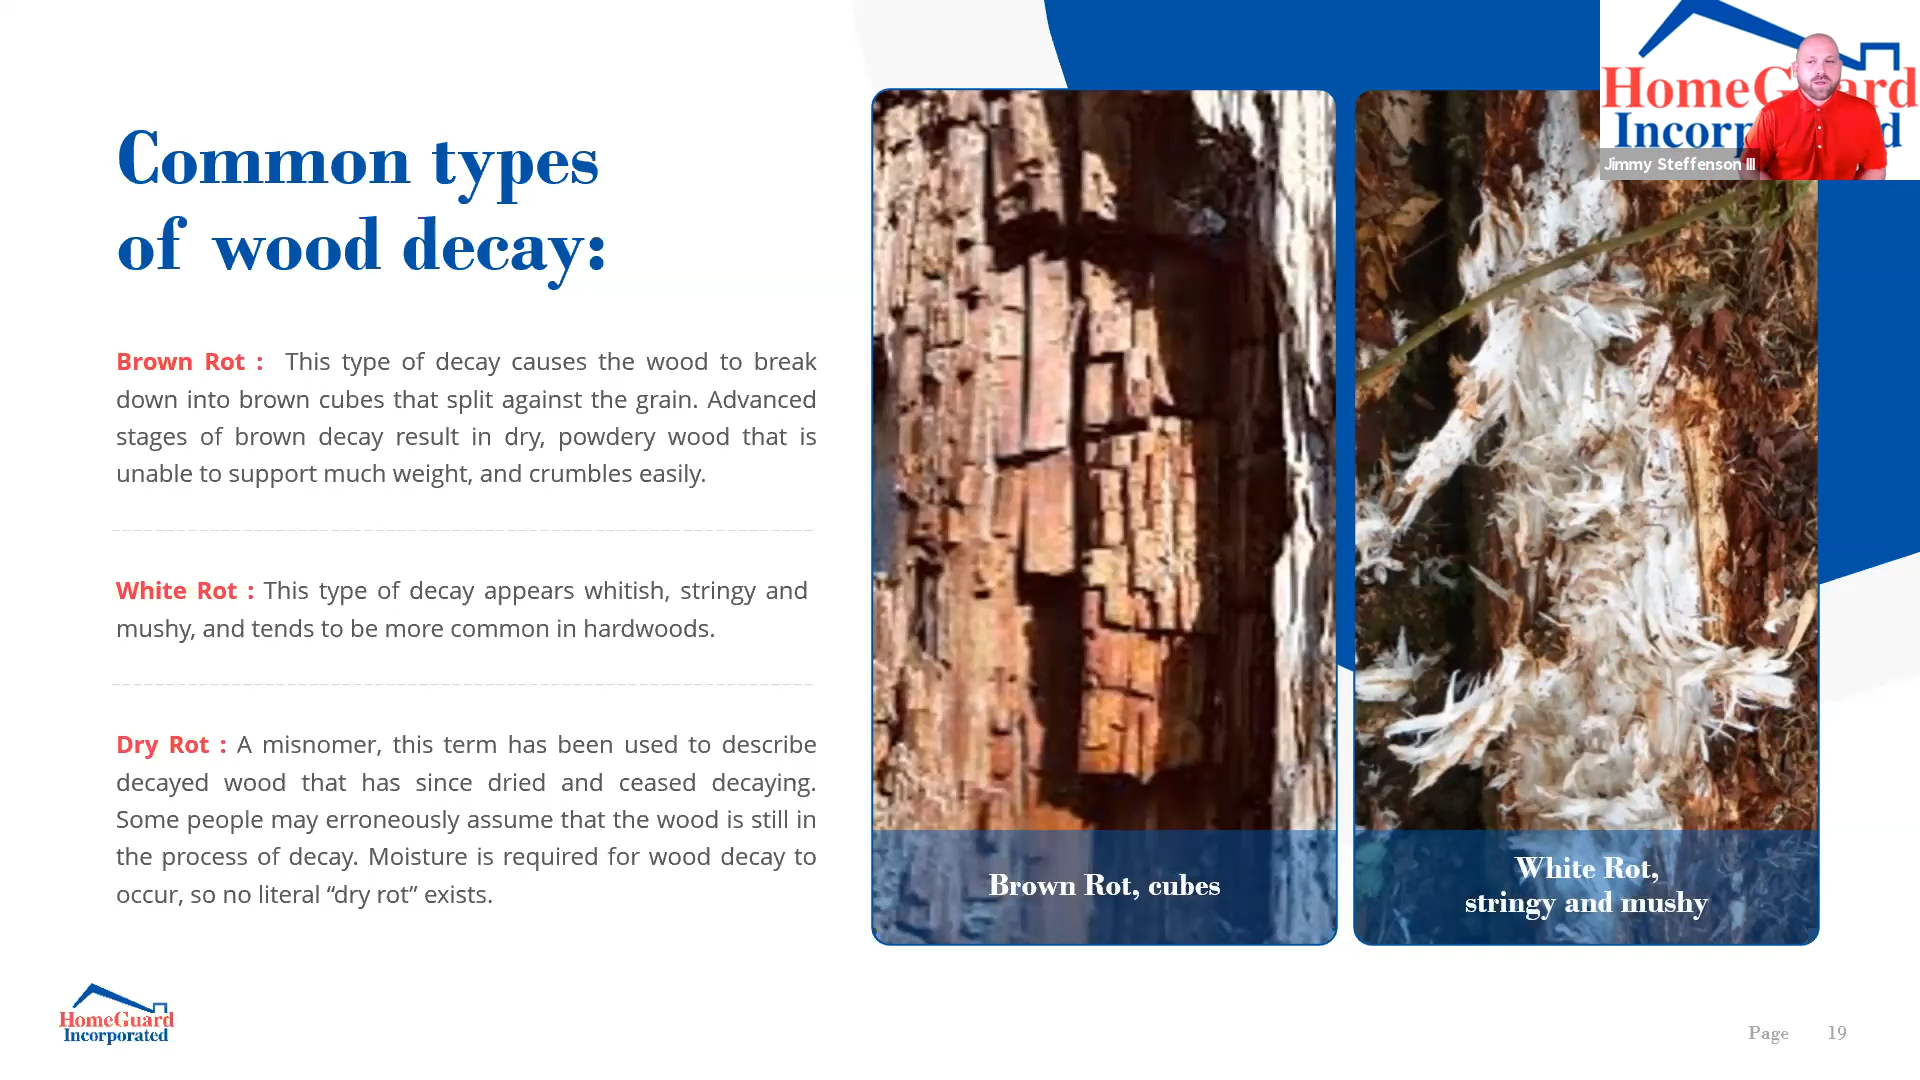 Common types
of wood decay:
Brown Rot : This type of decay causes the wood to break
down into brown cubes that split against the grain. Advanced
stages of brown decay result in dry, powdery wood that is
unable to support much weight, and crumbles easily.
White Rot : This type of decay appears whitish, stringy and
mushy, and tends to be more common in hardwoods.
Dry Rot : A misnomer, this term has been used to describe
decayed wood that has since dried and ceased decaying.
Some people may erroneously assume that the wood is still in
the process of decay. Moisture is required for wood decay to
occur, so no literal “dry rot” exists.
Brown Rot, cubes
White Rot,
stringy and mushy
HomeG ard
Incorp d
Jimmy Steffenson III
HomeGuard
Incorporated
Page 19